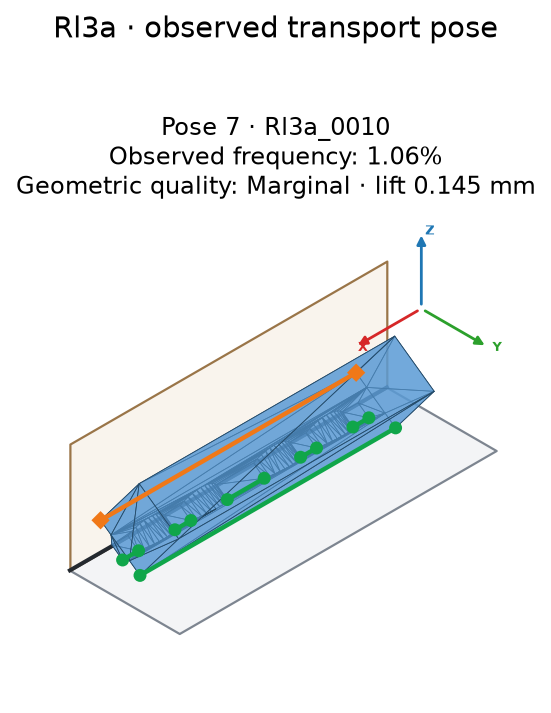 Rl3a · observed transport pose
Pose 7 · Rl3a_0010
Observed frequency: 1.06%
Geometric quality: Marginal · lift 0.145 mm
Z
X
Y